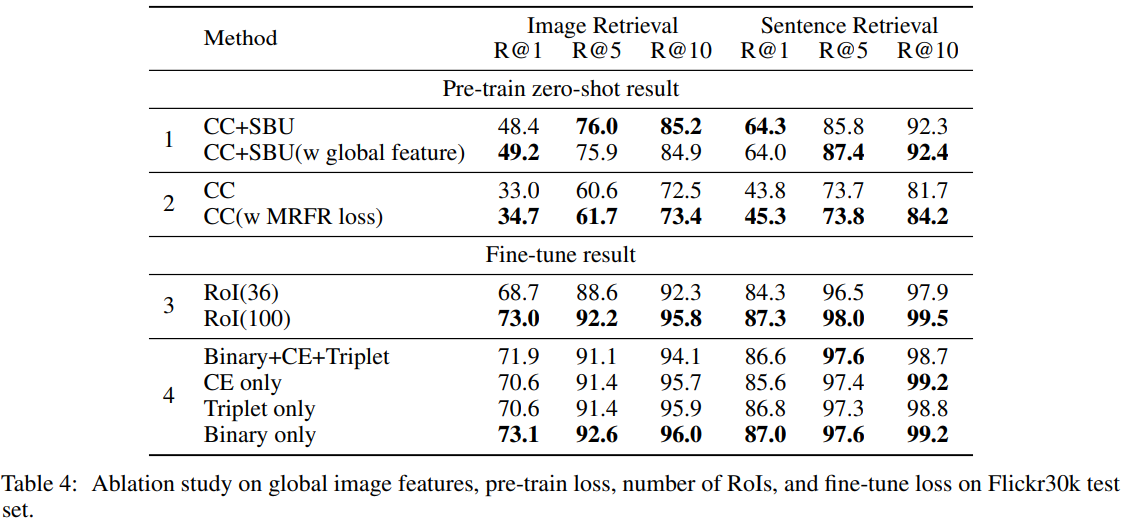 Method Image Retrieval Sentence Retrieval
R@1 R@5 R@10 R@1 R@5 R@10
Pre-train zero-shot result
1 CC+SBU 48.4 76.0 85.2 64.3 85.8 92.3
CC+SBU(w global feature) 49.2 75.9 84.9 64.0 87.4 92.4
2 CC 33.0 60.6 72.5 43.8 73.7 81.7
CC(w MRFR loss) 34.7 61.7 73.4 45.3 73.8 84.2
Fine-tune result
3 RoI(36) 68.7 88.6 92.3 84.3 96.5 97.9
RoI(100) 73.0 92.2 95.8 87.3 98.0 99.5
4 Binary+CE+Triplet 71.9 91.1 94.1 86.6 97.6 98.7
CE only 70.6 91.4 95.7 85.6 97.4 99.2
Triplet only 70.6 91.4 95.9 86.8 97.3 98.8
Binary only 73.1 92.6 96.0 87.0 97.6 99.2
Table 4: Ablation study on global image features, pre-train loss, number of RoIs, and fine-tune loss on Flickr30k test
set.